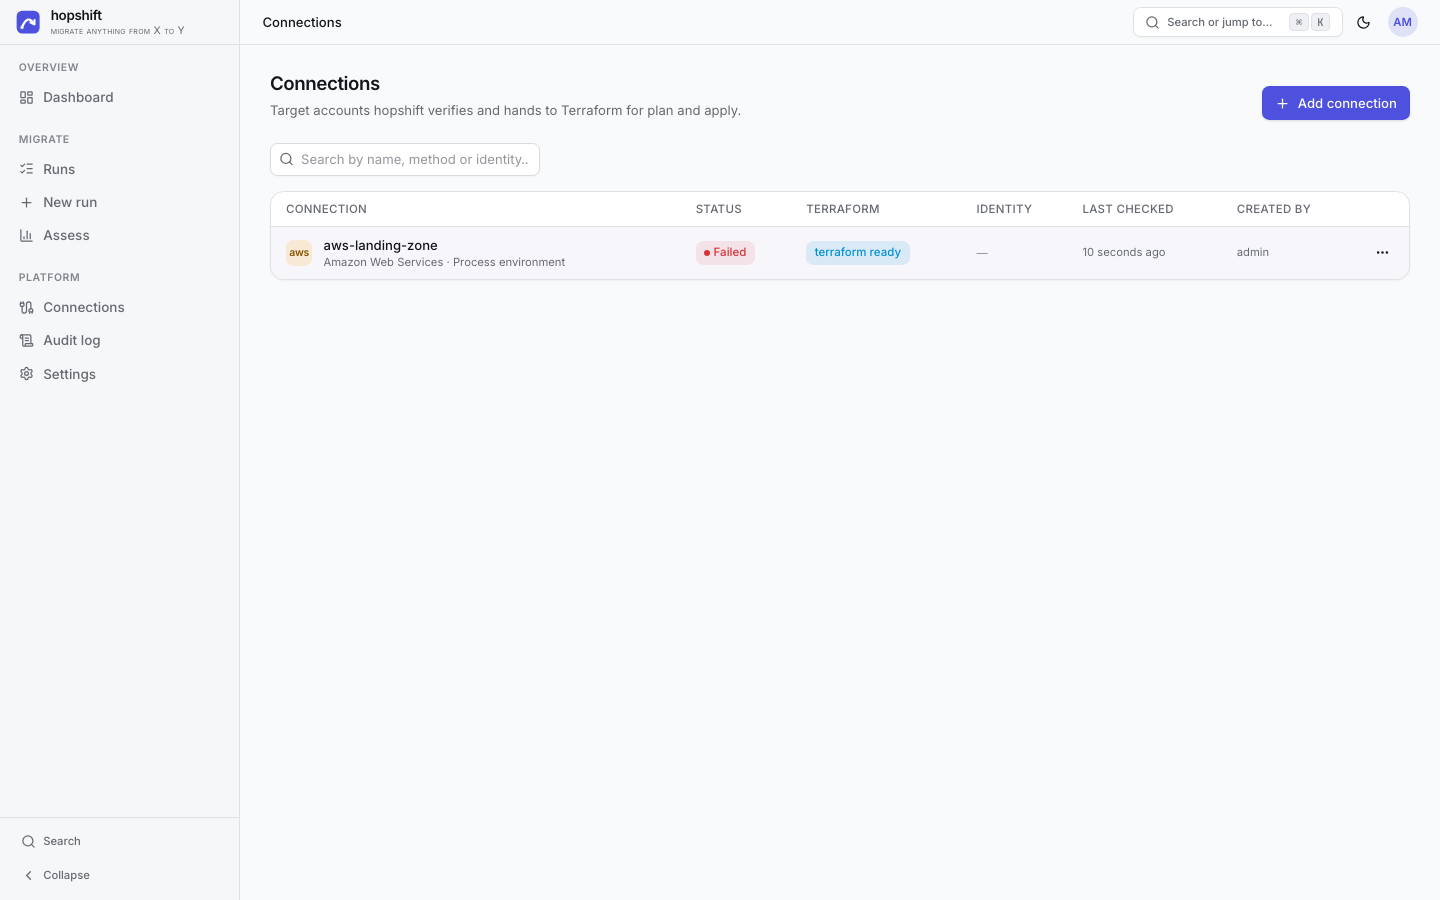 hopshift
MIGRATE ANYTHING FROM X TO Y
OVERVIEW
Dashboard
MIGRATE
Runs
New run
Assess
PLATFORM
Connections
Audit log
Settings
Search
Collapse
Connections
Search or jump to...
⌘ K
AM
Connections
Target accounts hopshift verifies and hands to Terraform for plan and apply.
Add connection
Search by name, method or identity..
CONNECTION STATUS TERRAFORM IDENTITY LAST CHECKED CREATED BY
aws aws-landing-zone Failed terraform ready — 10 seconds ago admin
Amazon Web Services · Process environment